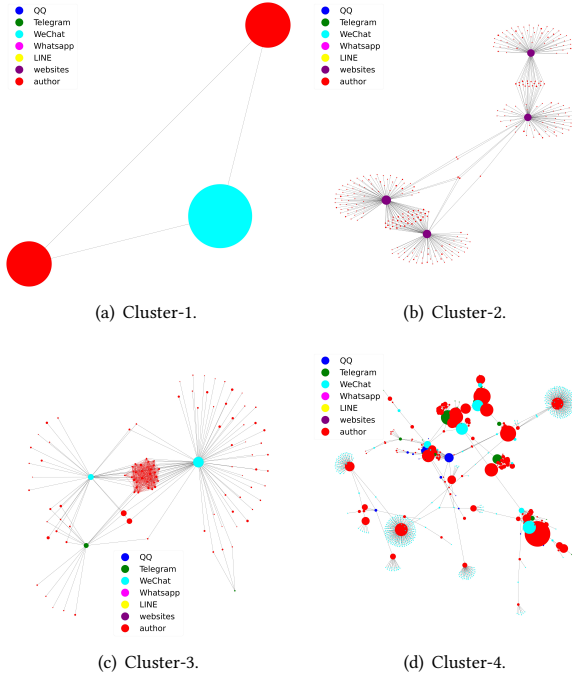 QQ
Telegram
WeChat
Whatsapp
LINE
websites
author
(a) Cluster-1.
QQ
Telegram
WeChat
Whatsapp
LINE
websites
author
(b) Cluster-2.
QQ
Telegram
WeChat
Whatsapp
LINE
websites
author
(c) Cluster-3.
QQ
Telegram
WeChat
Whatsapp
LINE
websites
author
(d) Cluster-4.